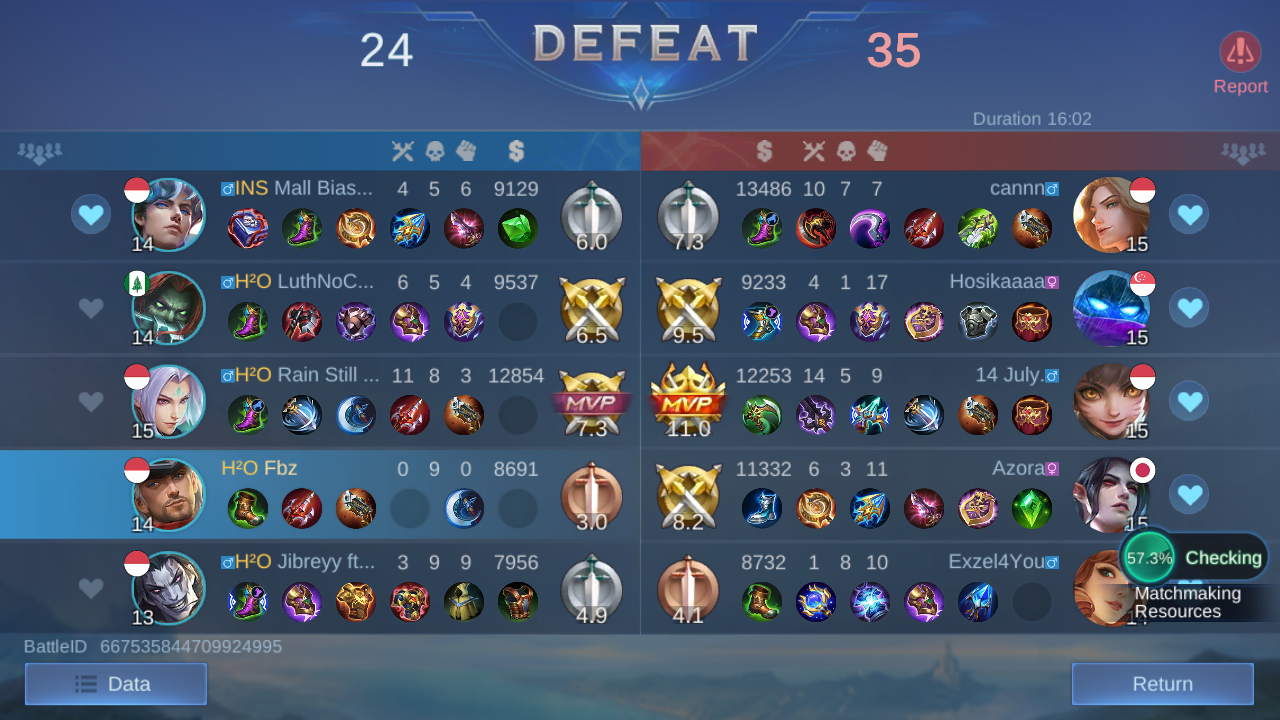 24 DEFEAT 35
Report
Duration 16:02
INS Mall Bias... 4 5 6 9129
14 6.0
7.3 13486 10 7 7 cannn
15
H²O LuthNoC... 6 5 4 9537
14 6.5
9.5 9233 4 1 17 Hosikaaaa
15
H²O Rain Still ... 11 8 3 12854
15 MVP 7.3
MVP 11.0 12253 14 5 9 14 July.
15
H²O Fbz 0 9 0 8691
14 3.0
8.2 11332 6 3 11 Azora
15
H²O Jibreyy ft... 3 9 9 7956
13 4.9
4.1 8732 1 8 10 Exzel4You
57.3% Checking
Matchmaking
Resources
BattleID 667535844709924995
Data
Return